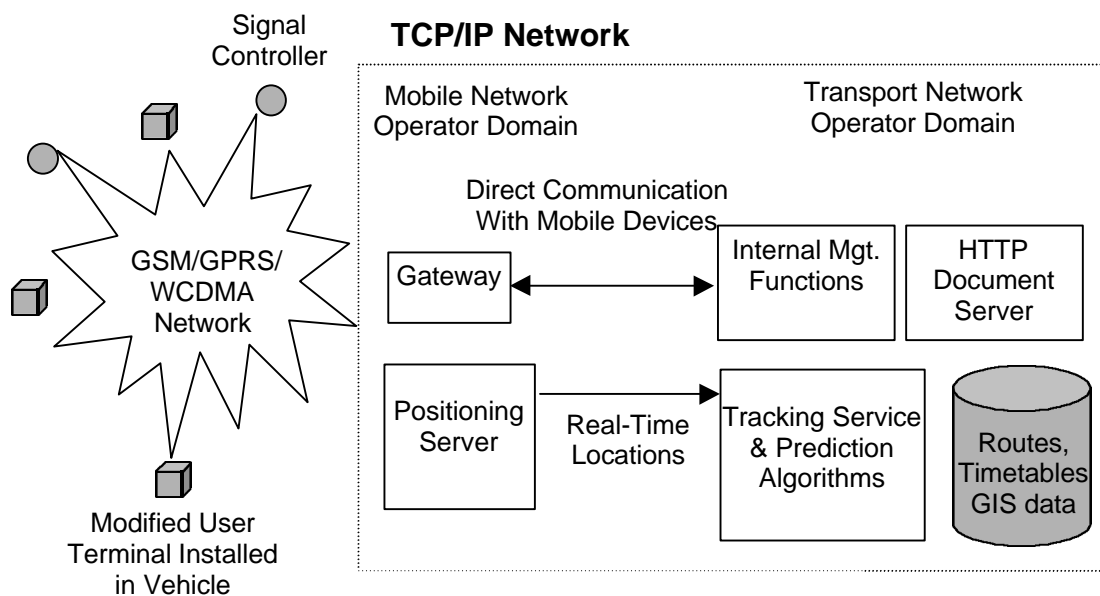 Signal
Controller
TCP/IP Network
Mobile Network
Operator Domain
Transport Network
Operator Domain
Direct Communication
With Mobile Devices
GSM/GPRS/
WCDMA
Network
Gateway
Internal Mgt.
Functions
HTTP
Document
Server
Positioning
Server
Real-Time
Locations
Tracking Service
& Prediction
Algorithms
Routes,
Timetables
GIS data
Modified User
Terminal Installed
in Vehicle